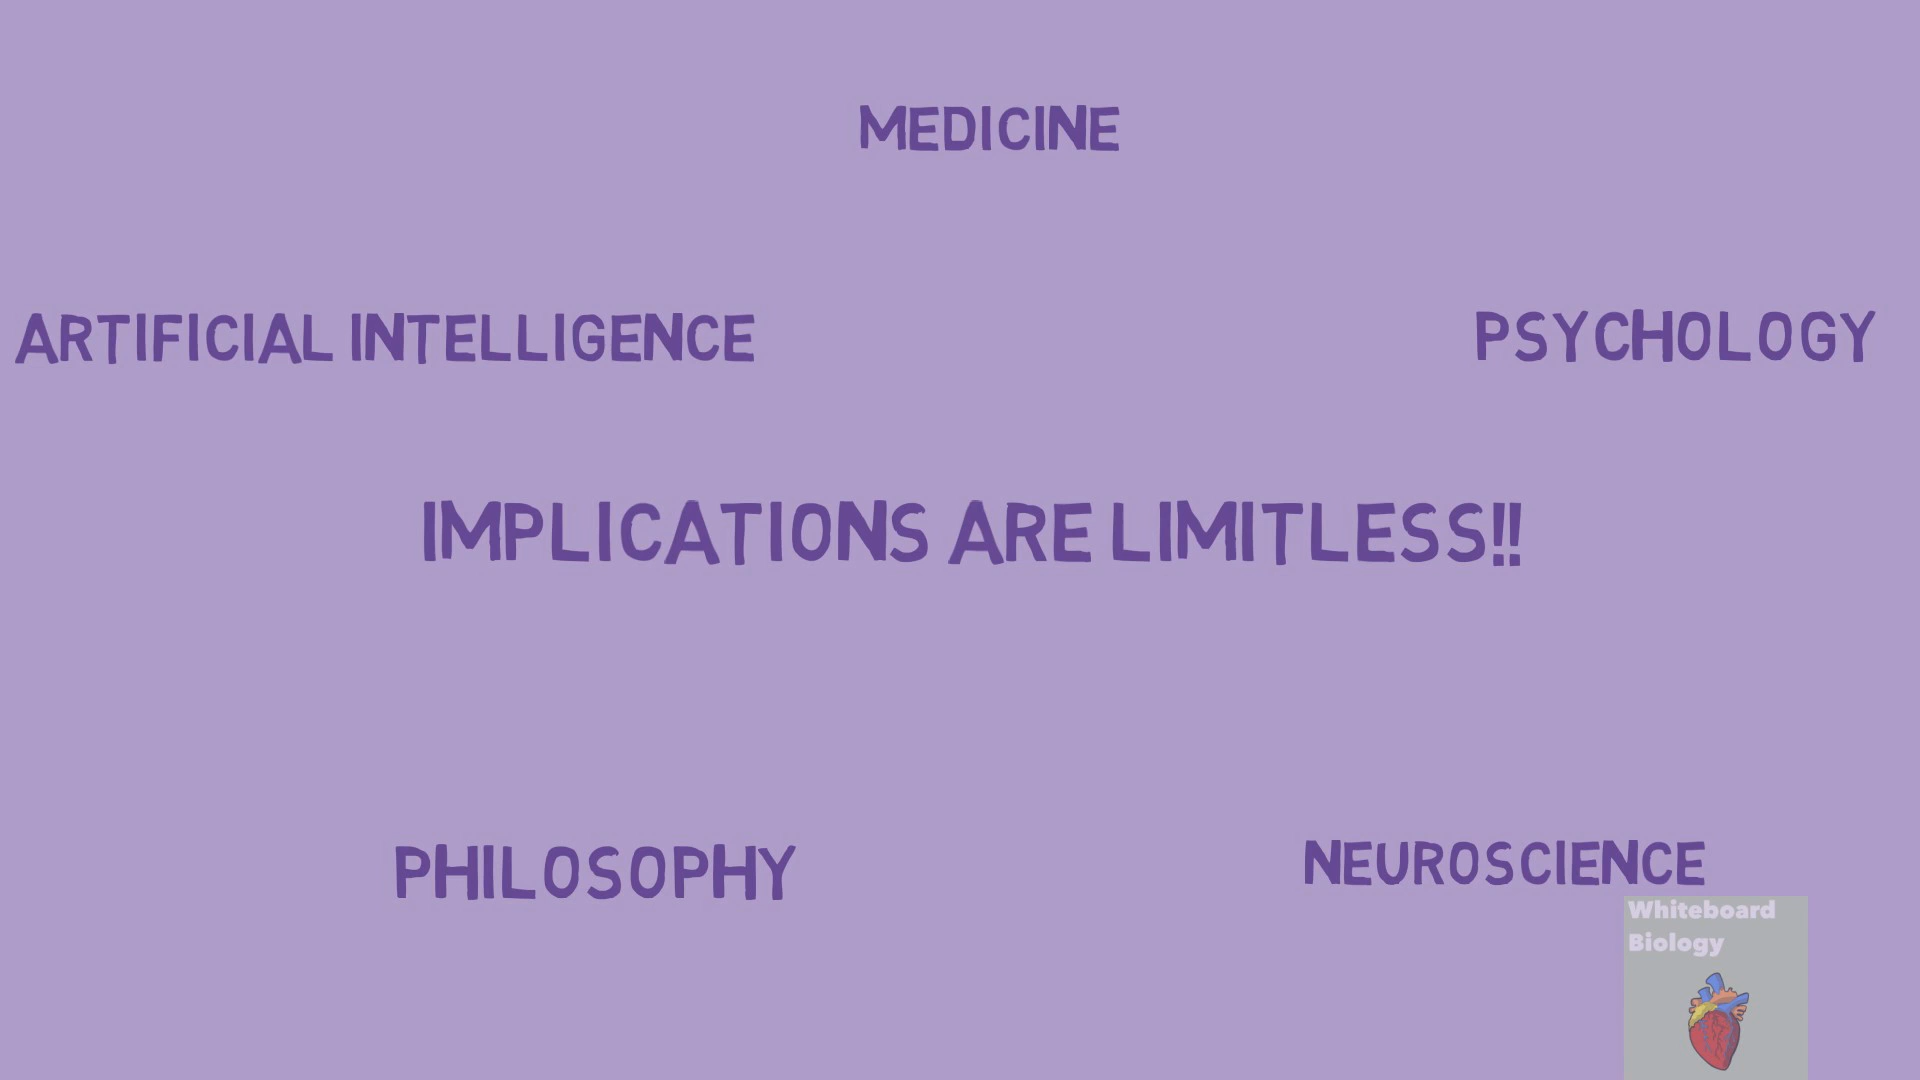 MEDICINE
ARTIFICIAL INTELLIGENCE
PSYCHOLOGY
IMPLICATIONS ARE LIMITLESS!!
PHILOSOPHY
NEUROSCIENCE
Whiteboard
Biology